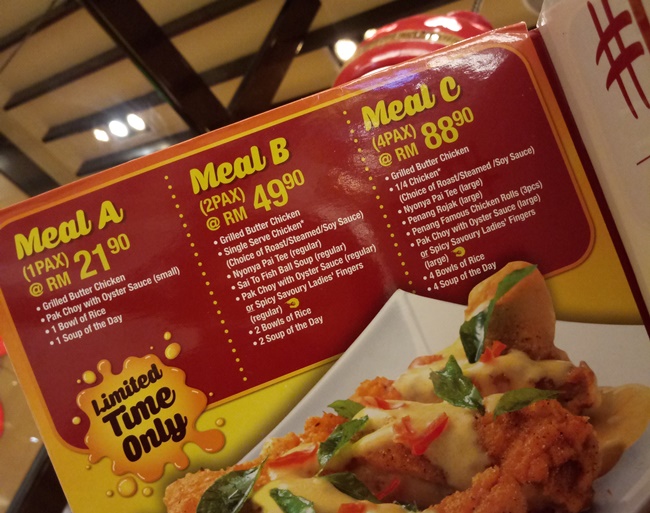 Meal A
(1PAX)
@ RM 21 90
• Grilled Butter Chicken
• Pak Choy with Oyster Sauce (small)
• 1 Bowl of Rice
• 1 Soup of the Day
Meal B
(2PAX)
@ RM 49 90
• Grilled Butter Chicken
• Single Serve Chicken*
(Choice of Roast/Steamed/Soy Sauce)
• Nyonya Pai Tee (regular)
• Sai To Fish Ball Soup (regular)
• Pak Choy with Oyster Sauce (regular)
or Spicy Savoury Ladies' Fingers
(regular)
• 2 Bowls of Rice
• 2 Soup of the Day
Meal C
(4PAX)
@ RM 88 90
• Grilled Butter Chicken
• 1/4 Chicken*
(Choice of Roast/Steamed /Soy Sauce)
• Nyonya Pai Tee (large)
• Penang Rojak (large)
• Penang Famous Chicken Rolls (3pcs)
• Pak Choy with Oyster Sauce (large)
or Spicy Savoury Ladies' Fingers
(large)
• 4 Bowls of Rice
• 4 Soup of the Day
Limited
Time
Only
#